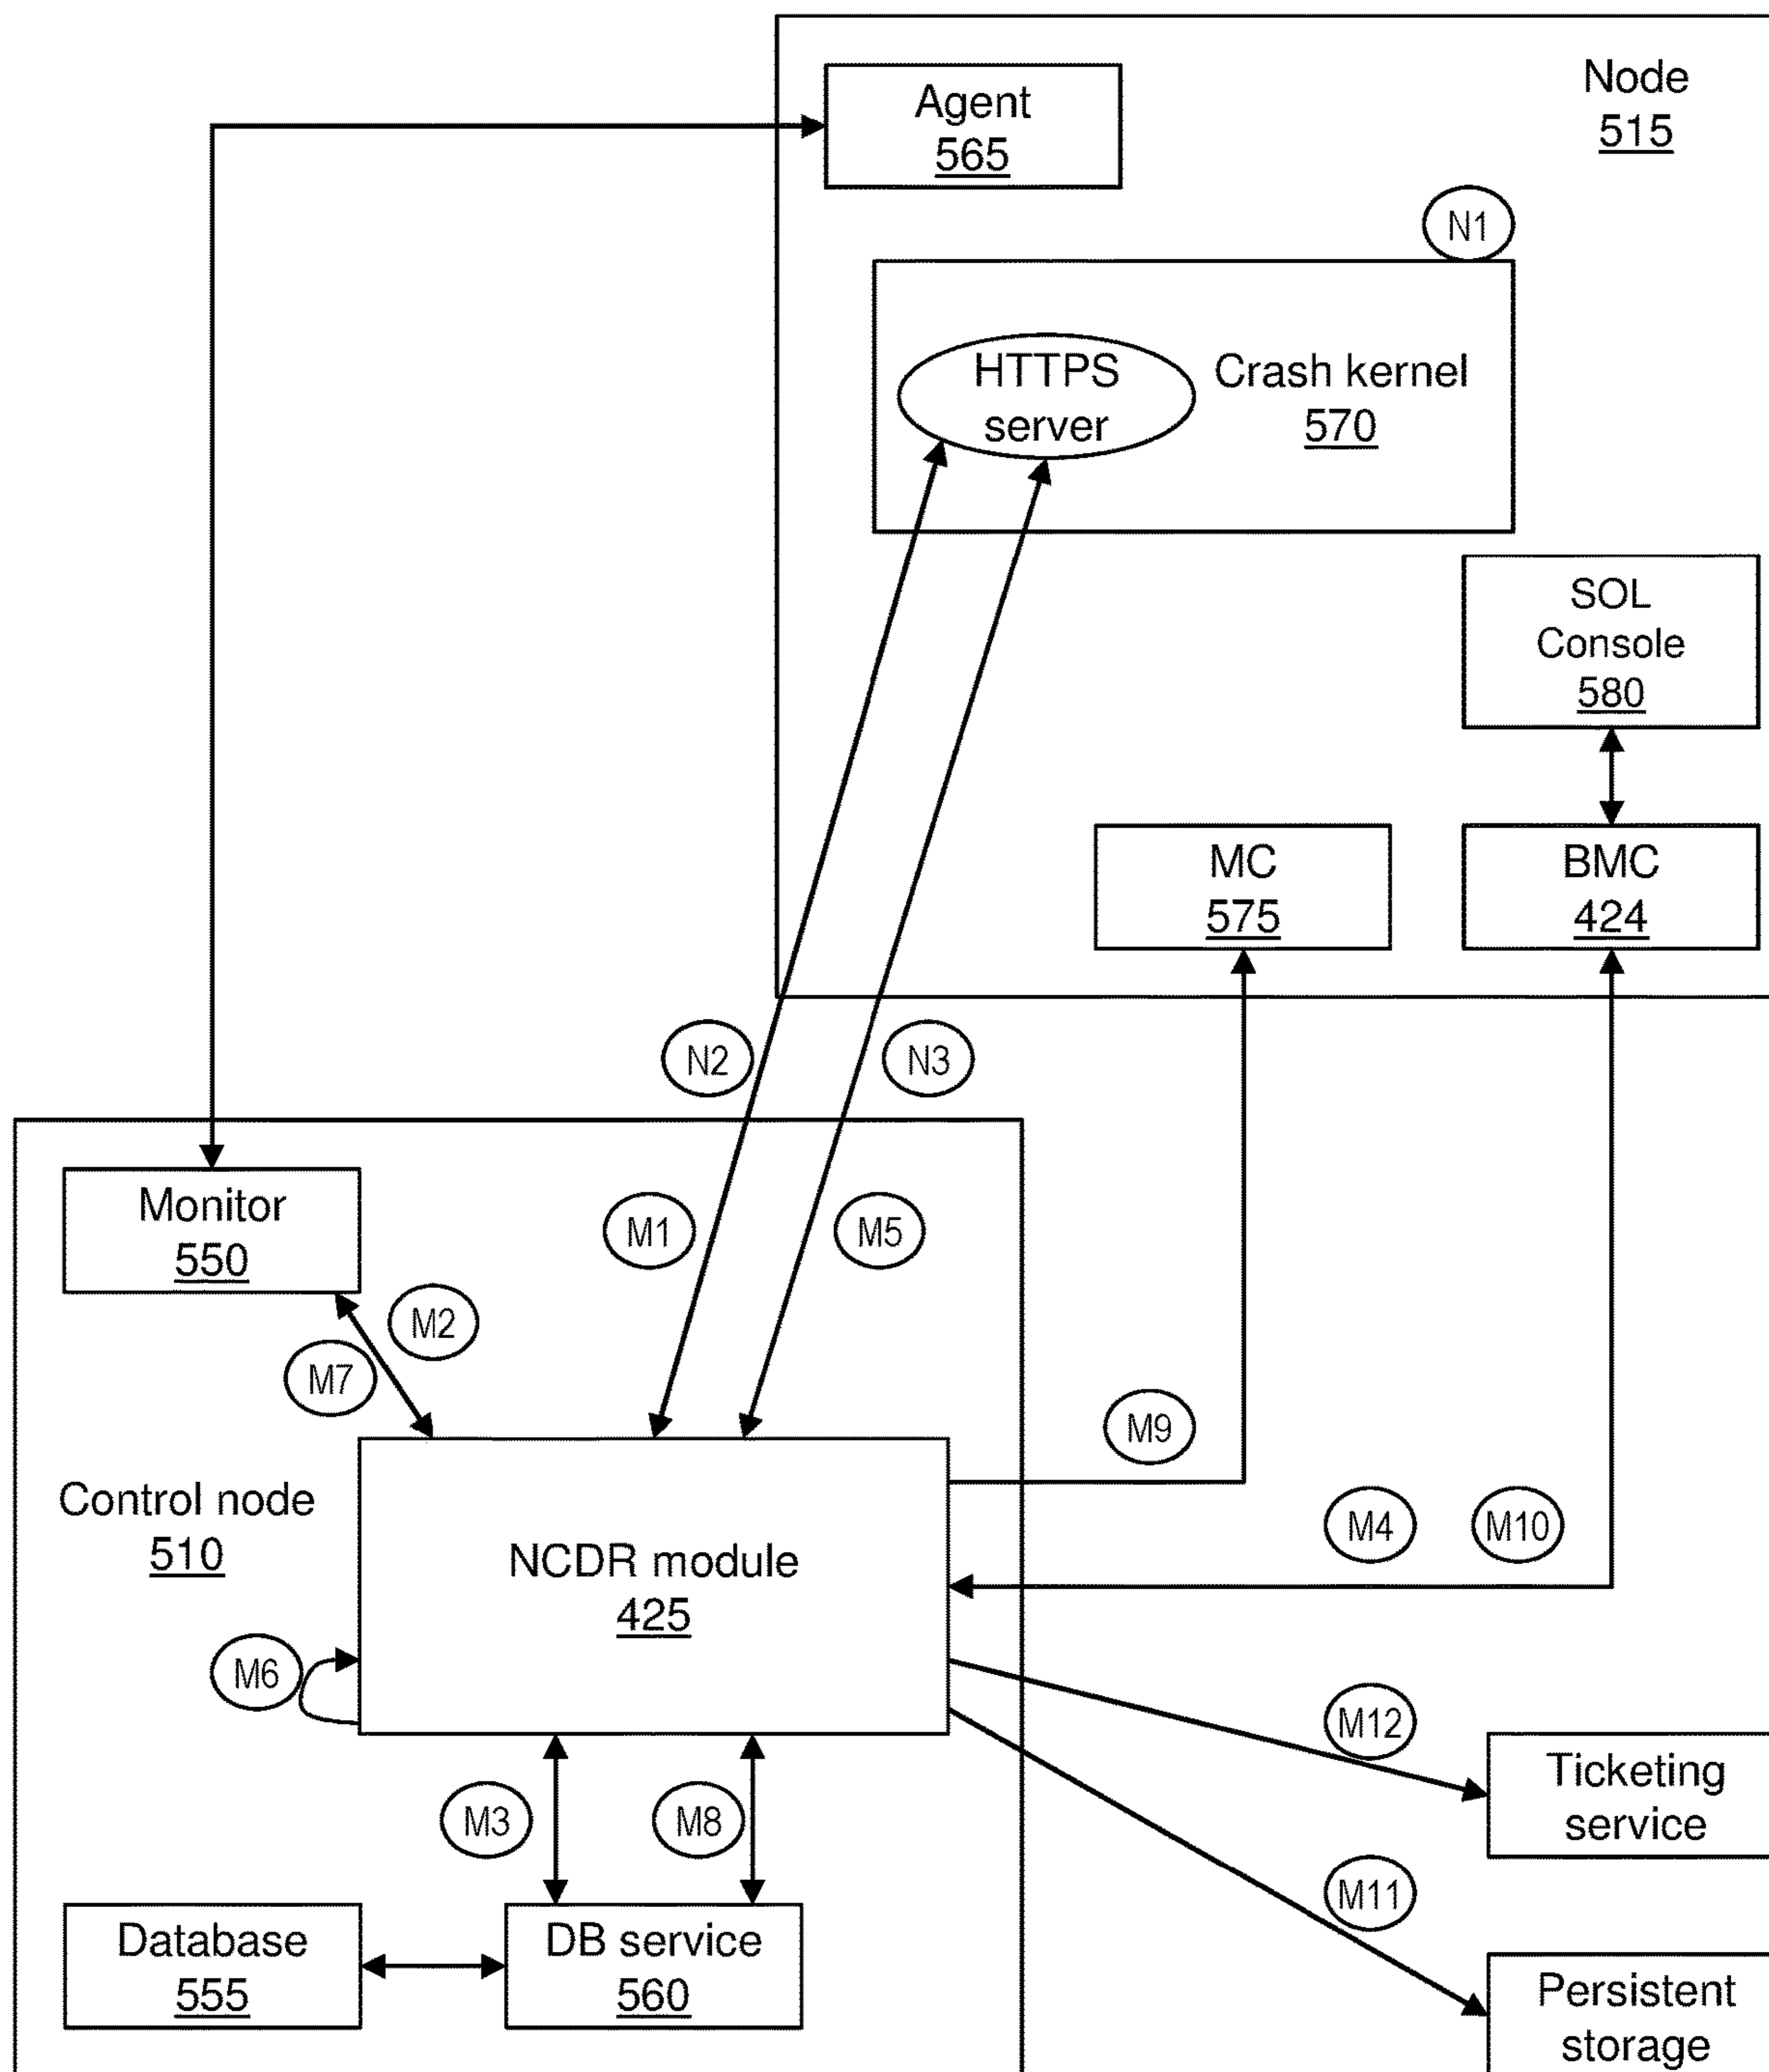 Agent
565
Node
515
N1
HTTPS
server
Crash kernel
570
SOL
Console
580
MC
575
BMC
424
N2
N3
Monitor
550
M1
M5
M2
M7
M9
Control node
510
NCDR module
425
M4
M10
M6
M12
Ticketing
service
M3
M8
M11
Database
555
DB service
560
Persistent
storage